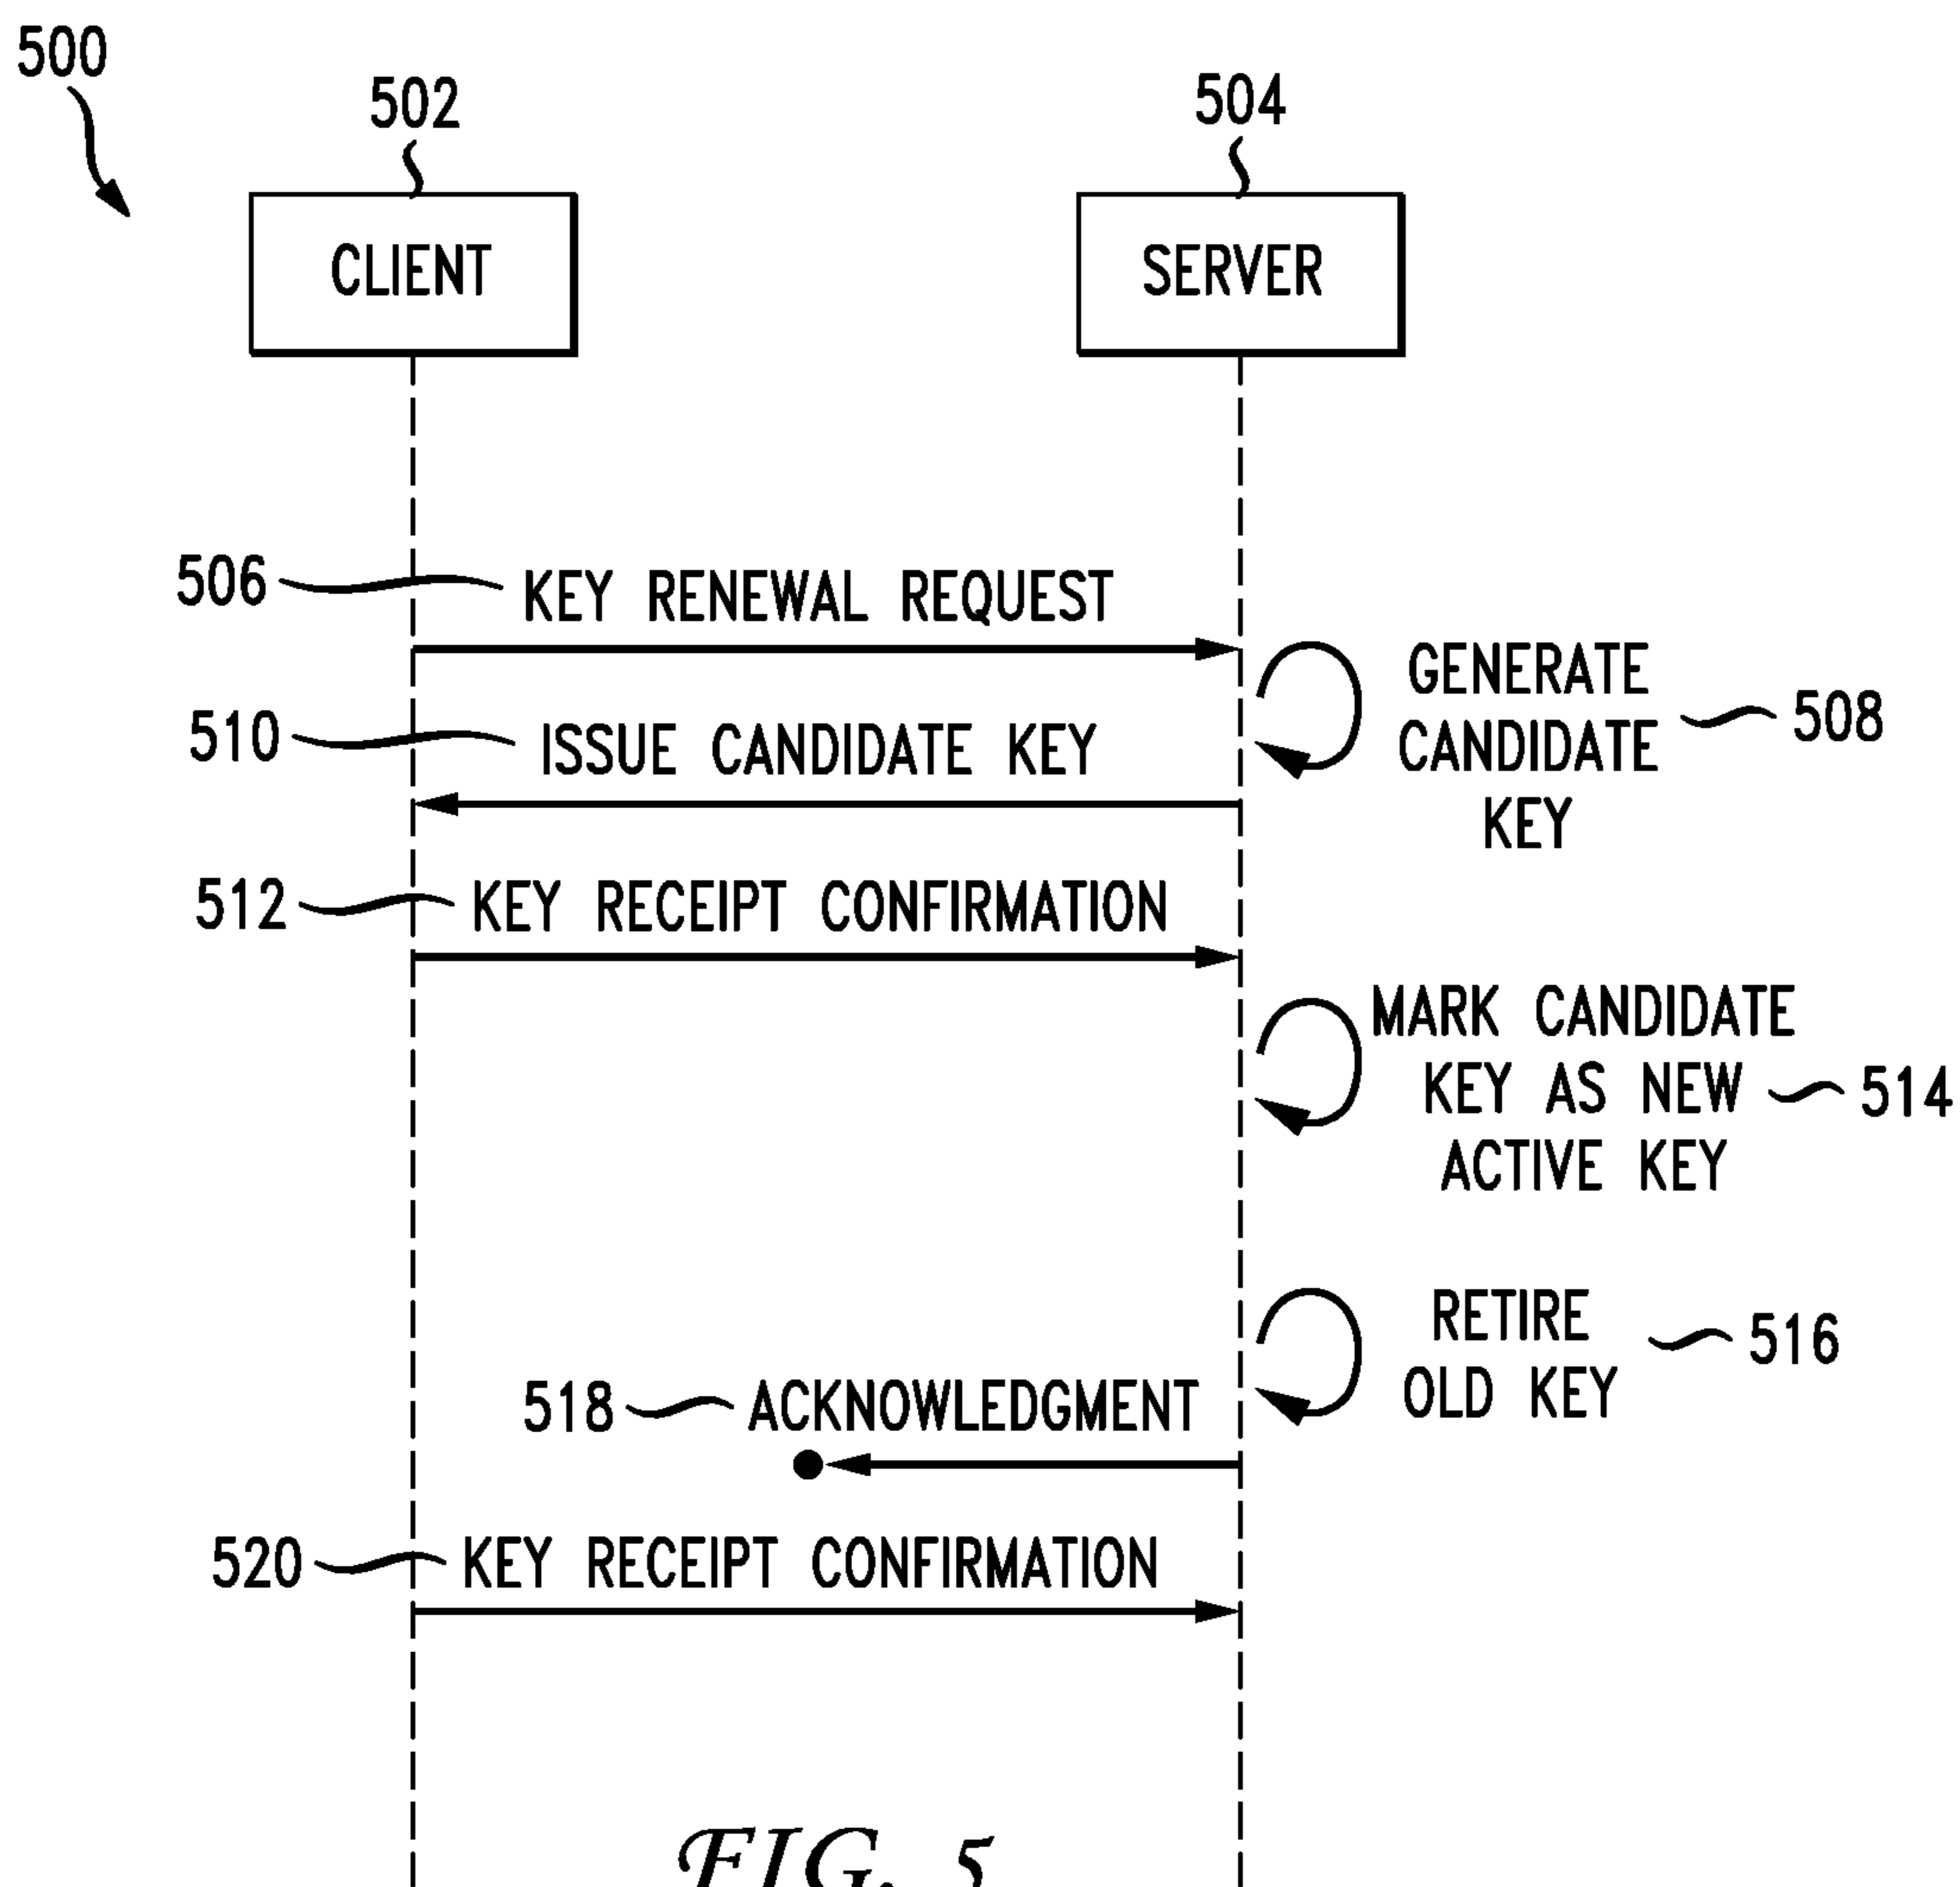 500
502
504
CLIENT
SERVER
506
KEY RENEWAL REQUEST
GENERATE
CANDIDATE
KEY
508
510
ISSUE CANDIDATE KEY
512
KEY RECEIPT CONFIRMATION
MARK CANDIDATE
KEY AS NEW
ACTIVE KEY
514
RETIRE
OLD KEY
516
518
ACKNOWLEDGMENT
520
KEY RECEIPT CONFIRMATION
FIG. 5